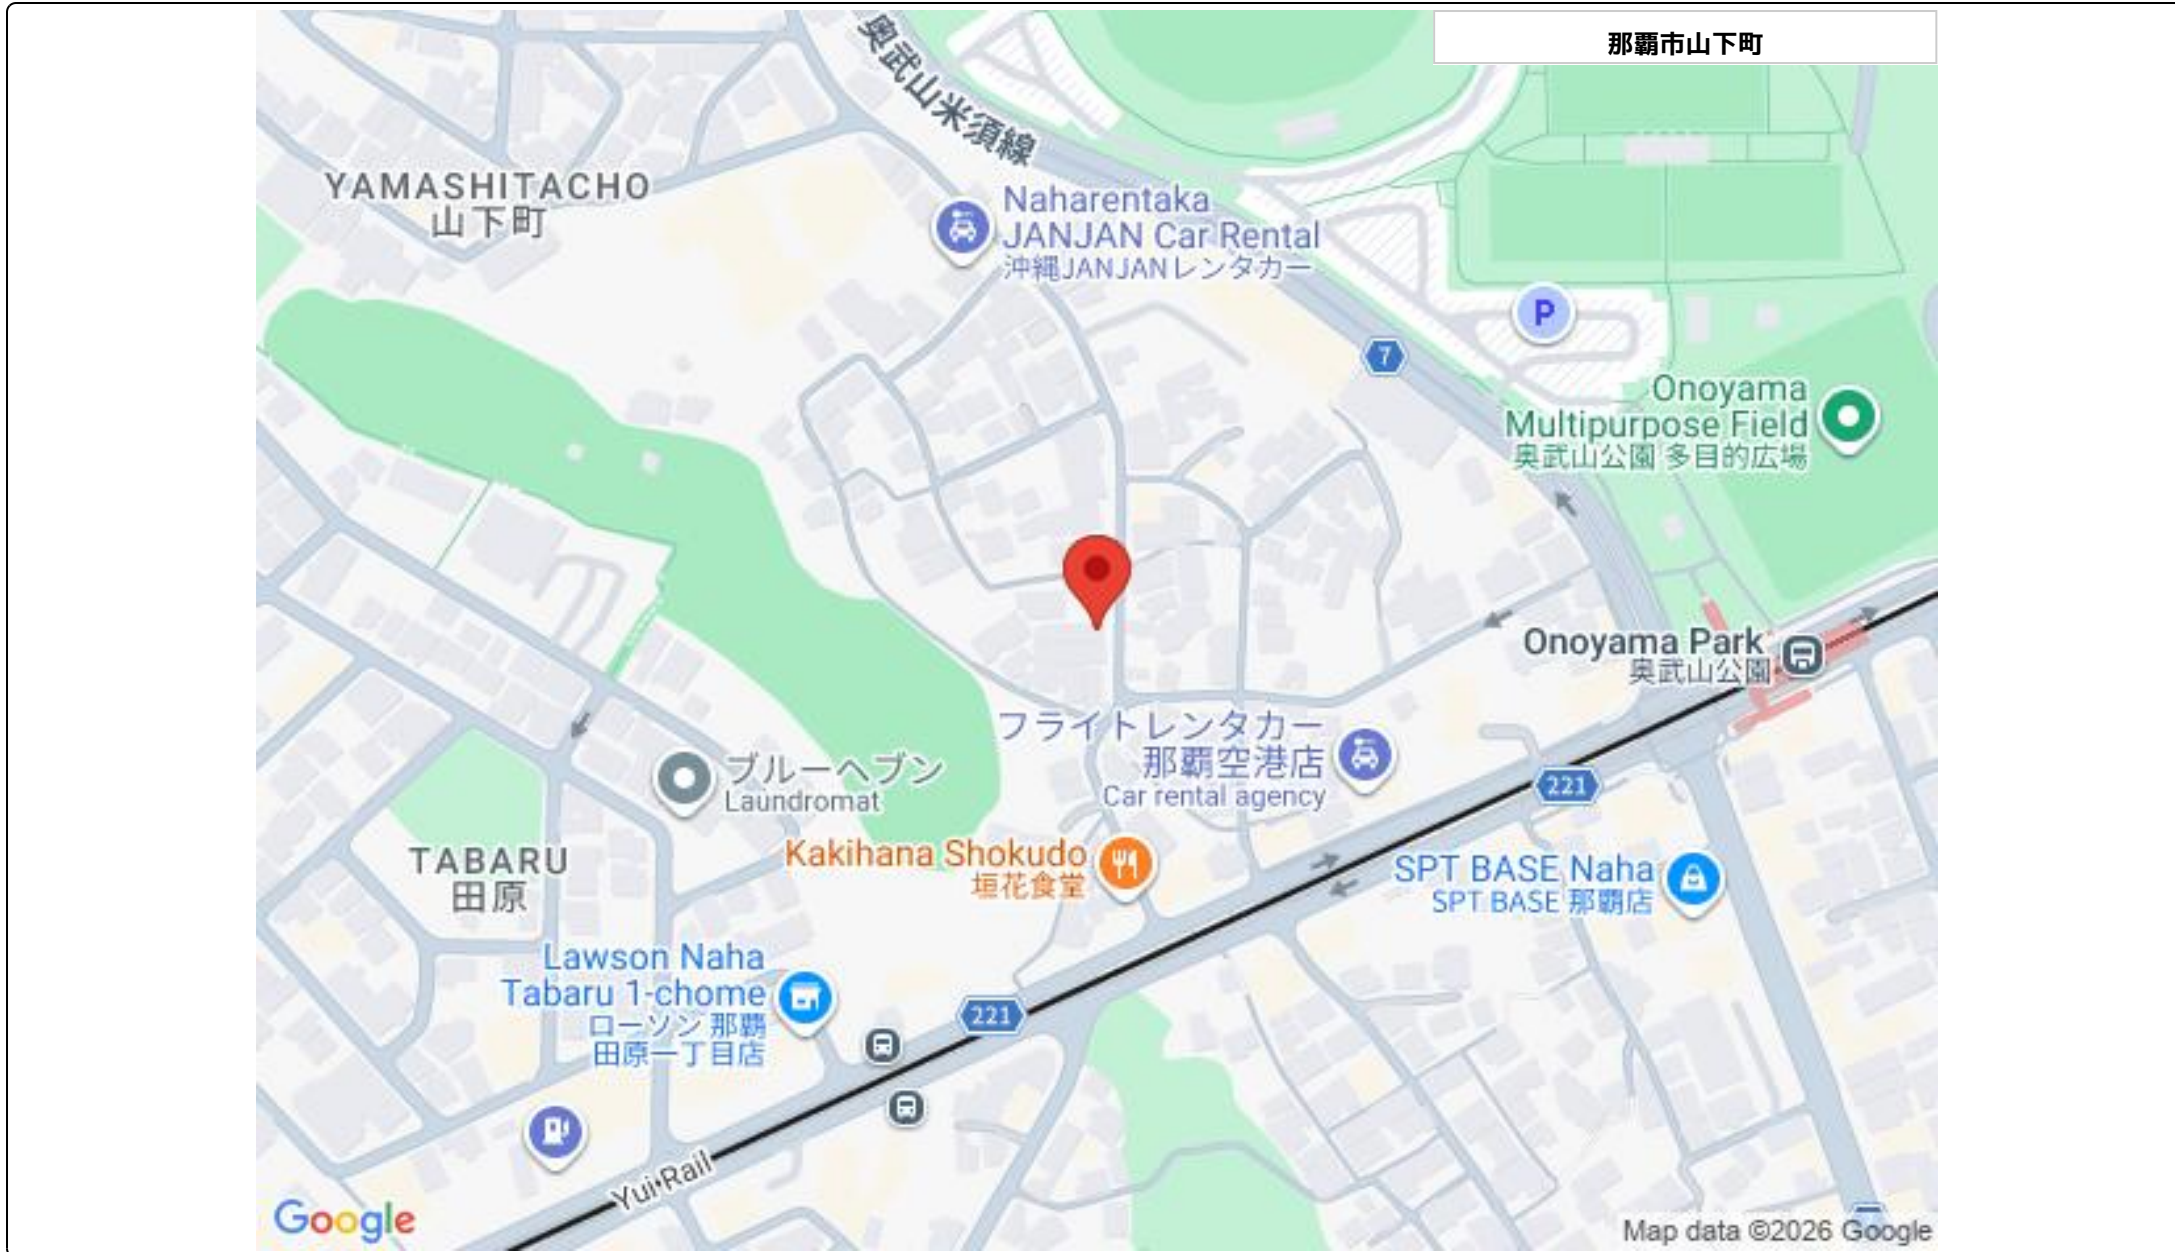 那覇市山下町
奥武山米須線
YAMASHITACHO
山下町
Naharentaka
JANJAN Car Rental
沖縄JANJANレンタカー
P
7
Onoyama
Multipurpose Field
奥武山公園 多目的広場
Onoyama Park
奥武山公園
フライトレンタカー
那覇空港店
Car rental agency
221
ブルーヘブン
Laundromat
Kakihana Shokudo
垣花食堂
TABARU
田原
SPT BASE Naha
SPT BASE 那覇店
Lawson Naha
Tabaru 1-chome
ローソン 那覇
田原一丁目店
221
Yui Rail
Google
Map data ©2026 Google